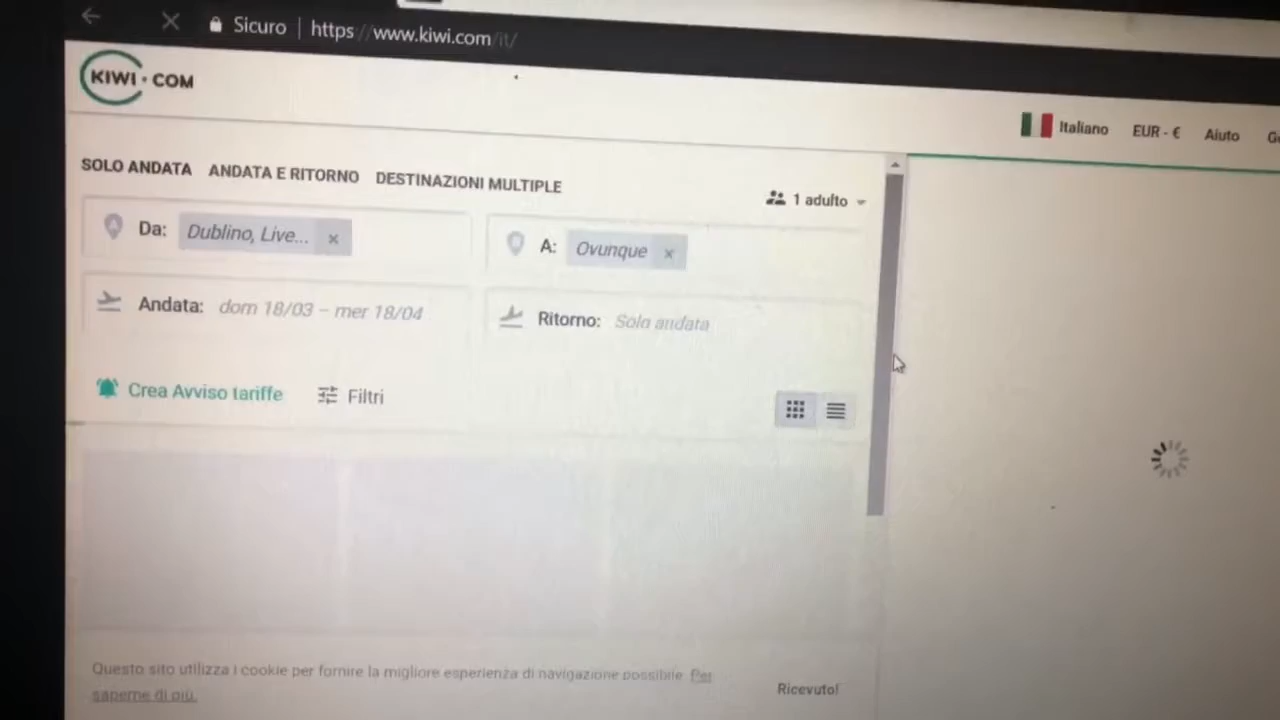 Sicuro | https://www.kiwi.com/it/
KIWI·COM
Italiano EUR - € Aiuto
SOLO ANDATA ANDATA E RITORNO DESTINAZIONI MULTIPLE
1 adulto
Da: Dublino, Live... × A: Ovunque ×
Andata: dom 18/03 – mer 18/04 Ritorno: Solo andata
Crea Avviso tariffe Filtri
Questo sito utilizza i cookie per fornire la migliore esperienza di navigazione possibile. Per
saperne di più.
Ricevuto!